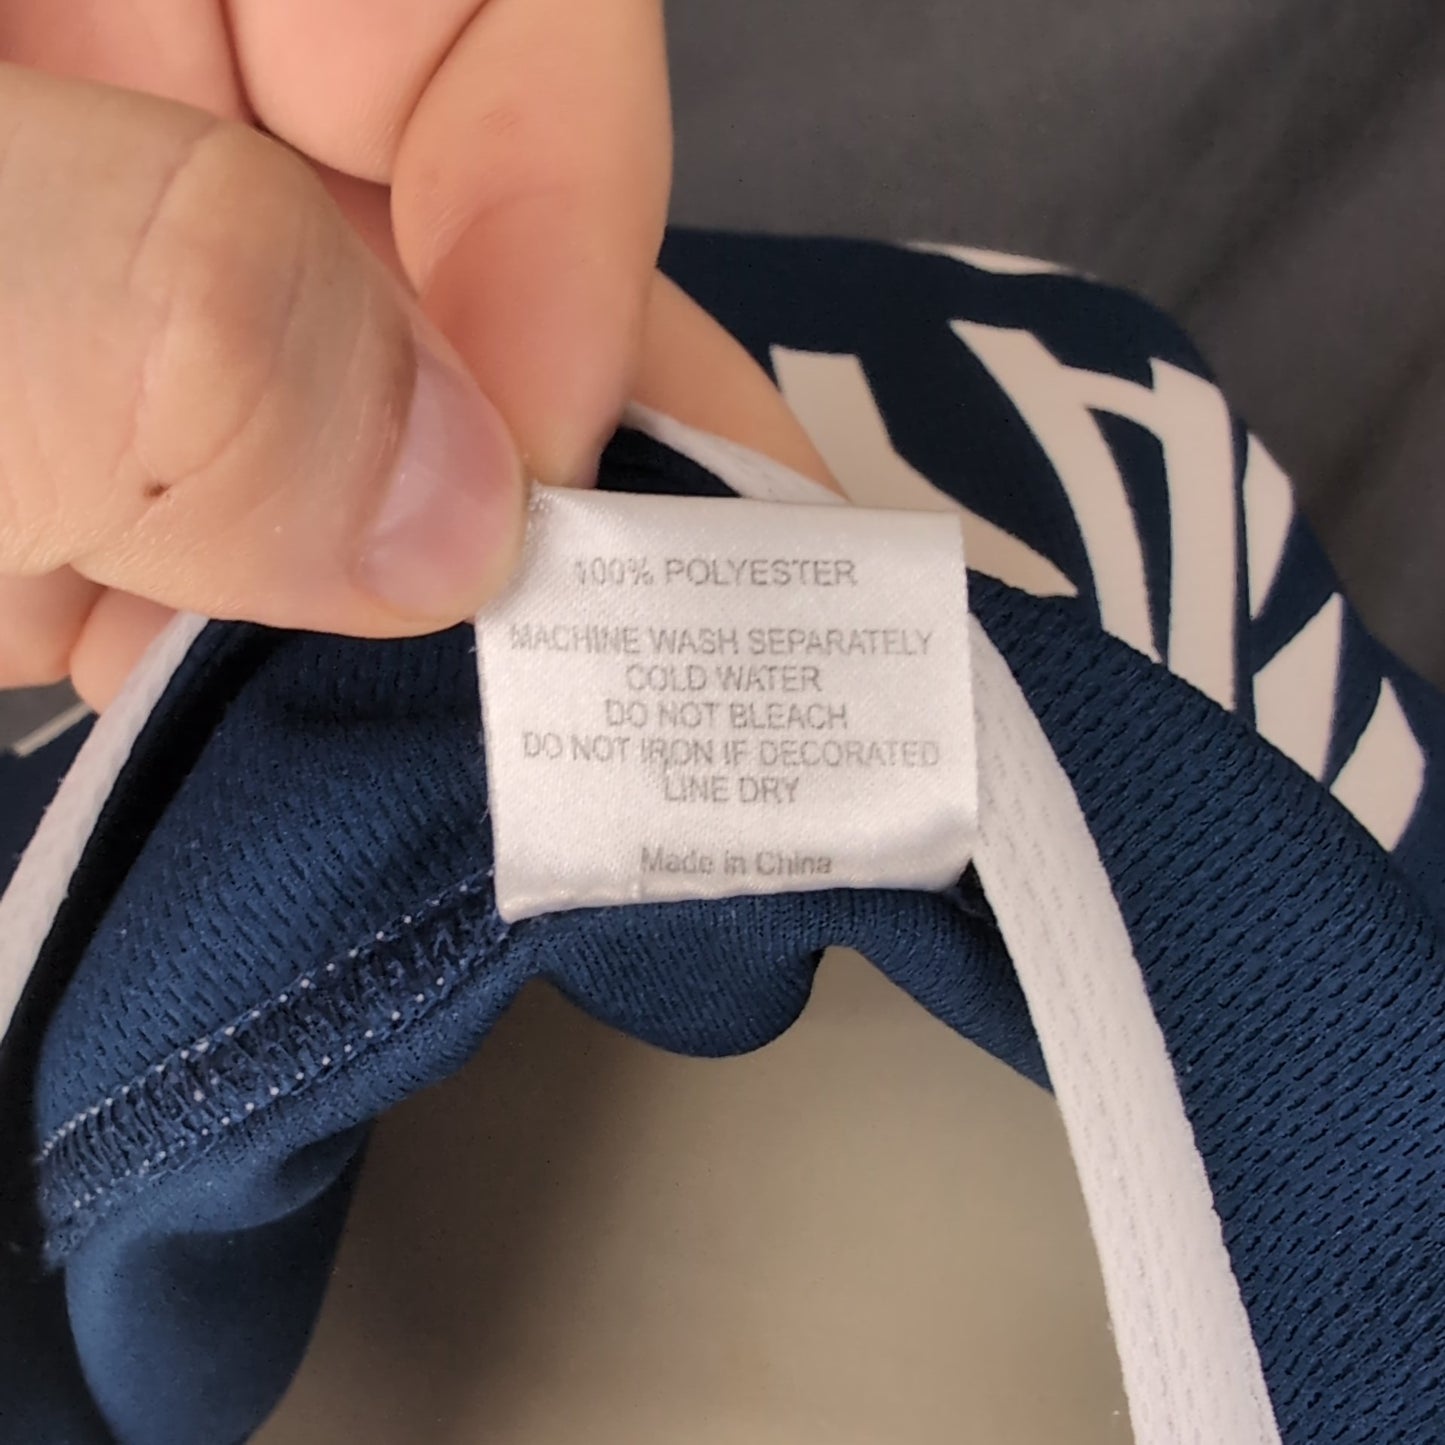 100% POLYESTER
MACHINE WASH SEPARATELY
COLD WATER
DO NOT BLEACH
DO NOT IRON IF DECORATED
LINE DRY
Made in China